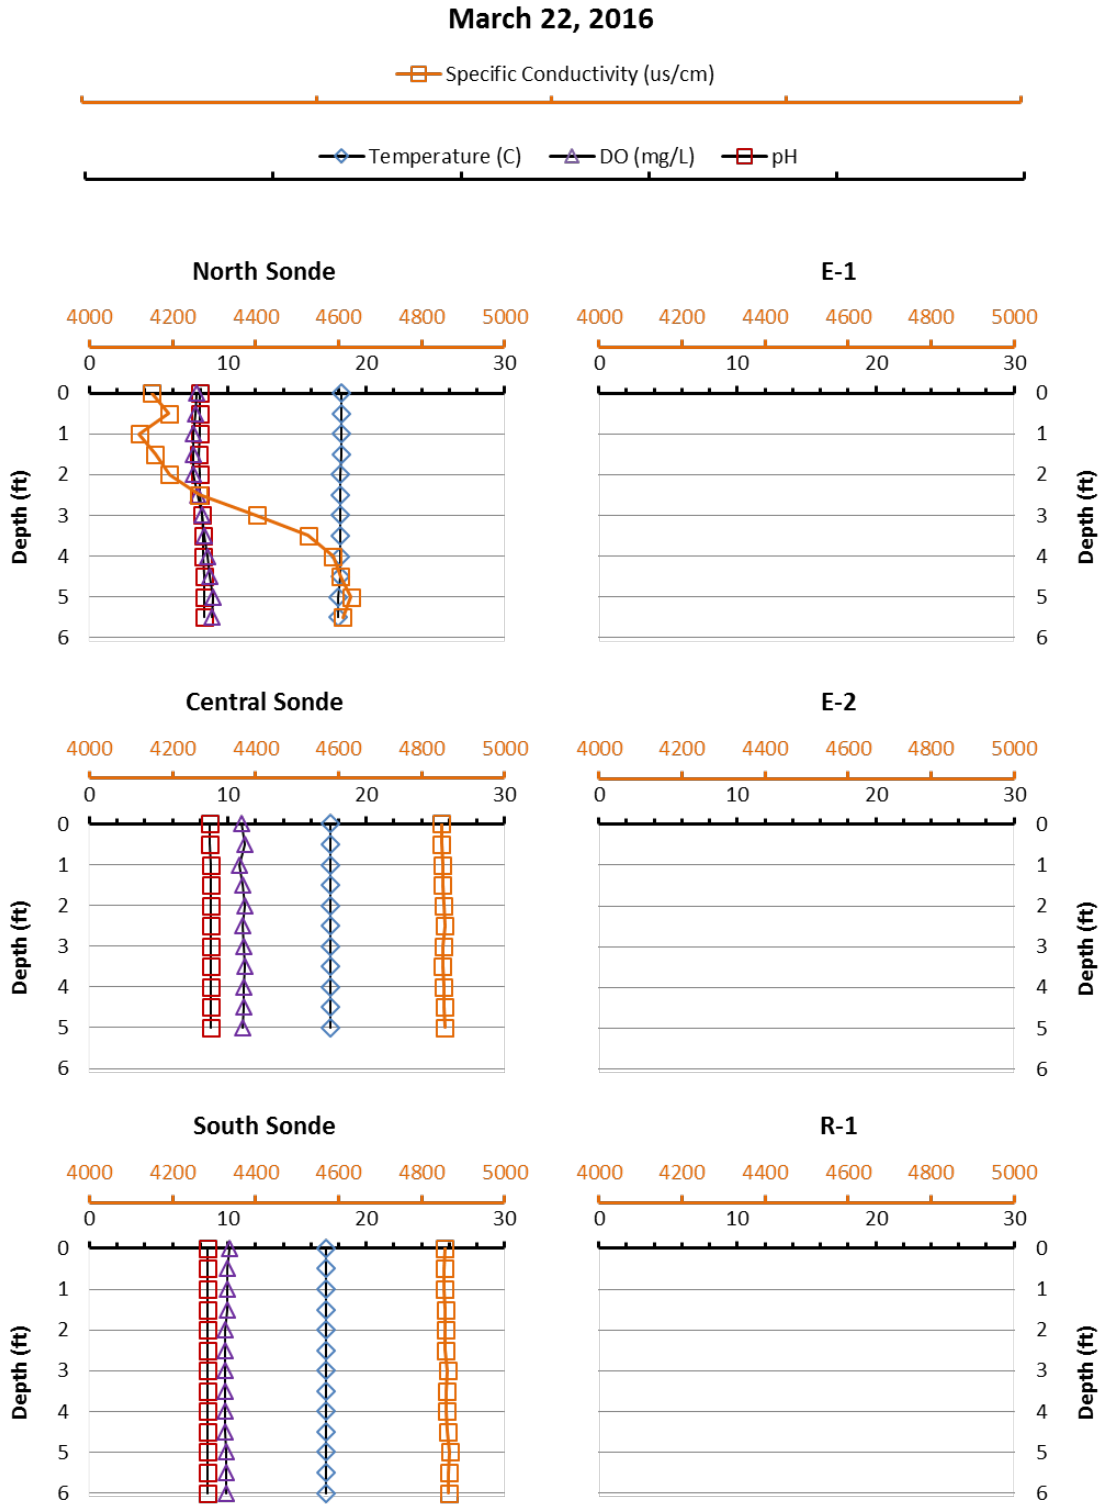 March 22, 2016
Specific Conductivity (us/cm)
Temperature (C) DO (mg/L) pH
North Sonde E-1
4000 4200 4400 4600 4800 5000 4000 4200 4400 4600 4800 5000
0 10 20 30 0 10 20 30
0 0
1 1
2 2
3 3
4 4
5 5
6 6
Depth (ft) Depth (ft)
Central Sonde E-2
4000 4200 4400 4600 4800 5000 4000 4200 4400 4600 4800 5000
0 10 20 30 0 10 20 30
0 0
1 1
2 2
3 3
4 4
5 5
6 6
Depth (ft) Depth (ft)
South Sonde R-1
4000 4200 4400 4600 4800 5000 4000 4200 4400 4600 4800 5000
0 10 20 30 0 10 20 30
0 0
1 1
2 2
3 3
4 4
5 5
6 6
Depth (ft) Depth (ft)